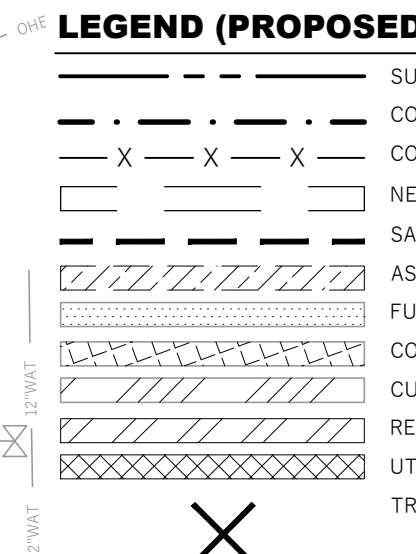 OHE
LEGEND (PROPOSED
SU
CO
X X X CO
NE
SA
AS
FU
CO
CU
RE
UT
TR
12"WAT
2"WAT